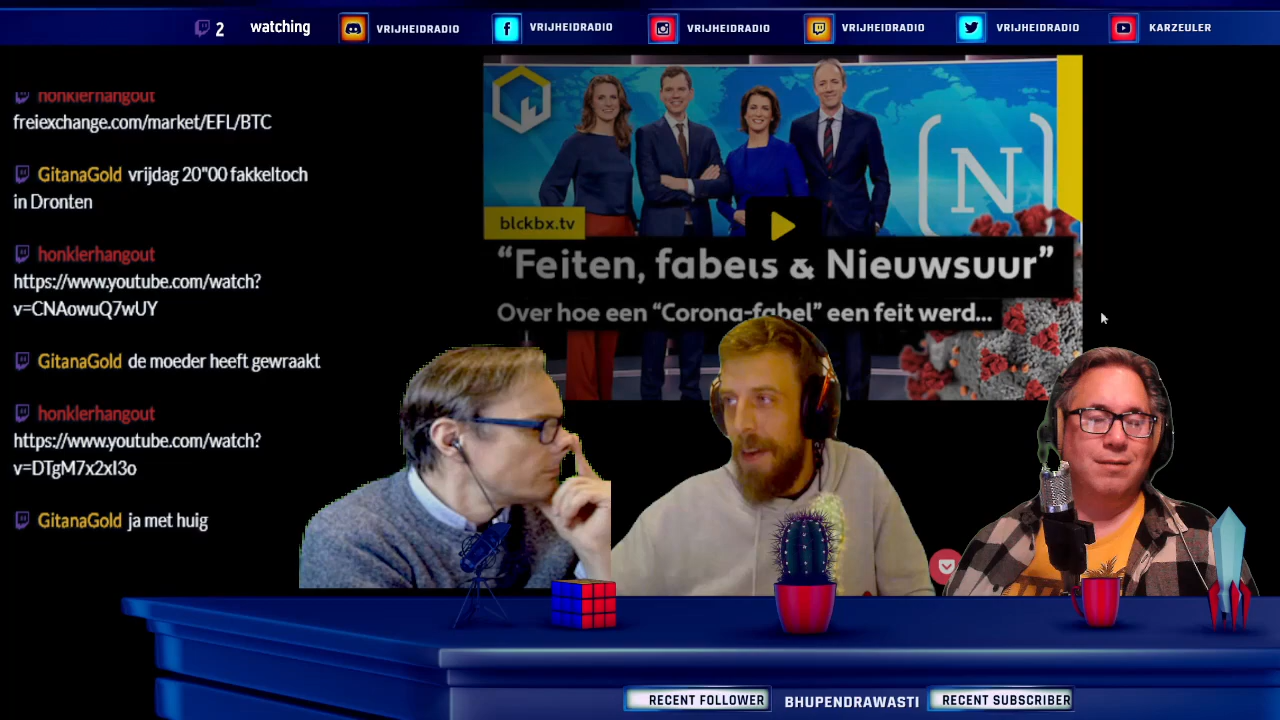 2 watching
VRIJHEIDRADIO
VRIJHEIDRADIO
VRIJHEIDRADIO
VRIJHEIDRADIO
VRIJHEIDRADIO
KARZEULER
honklerhangout
freiexchange.com/market/EFL/BTC
GitanaGold vrijdag 20"00 fakkeltoch
in Dronten
honklerhangout
https://www.youtube.com/watch?
v=CNAowuQ7wUY
GitanaGold de moeder heeft gewraakt
honklerhangout
https://www.youtube.com/watch?
v=DTgM7x2xI3o
GitanaGold ja met huig
N
blckbx.tv
“Feiten, fabels & Nieuwsuur”
Over hoe een “Corona-fabel” een feit werd...
RECENT FOLLOWER
BHUPENDRAWASTI
RECENT SUBSCRIBER